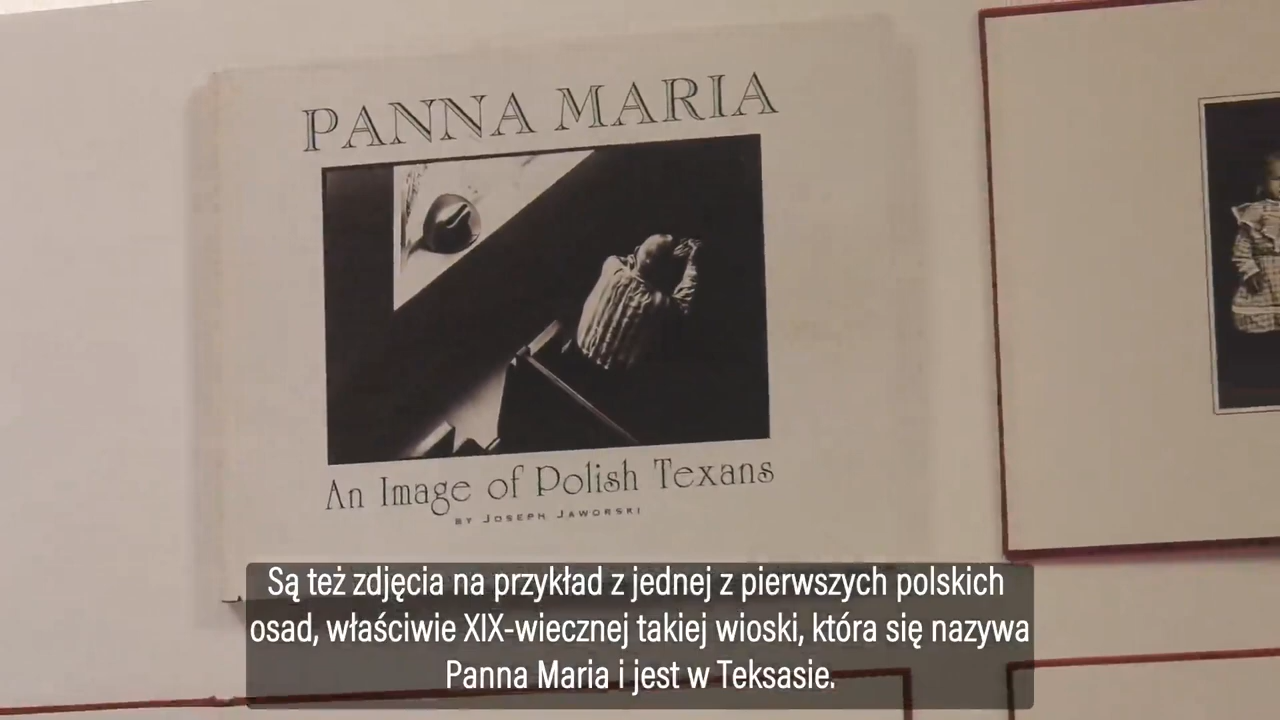 PANNA MARIA
An Image of Polish Texans
BY JOSEPH JAWORSKI
Są też zdjęcia na przykład z jednej z pierwszych polskich
osad, właściwie XIX-wiecznej takiej wioski, która się nazywa
Panna Maria i jest w Teksasie.